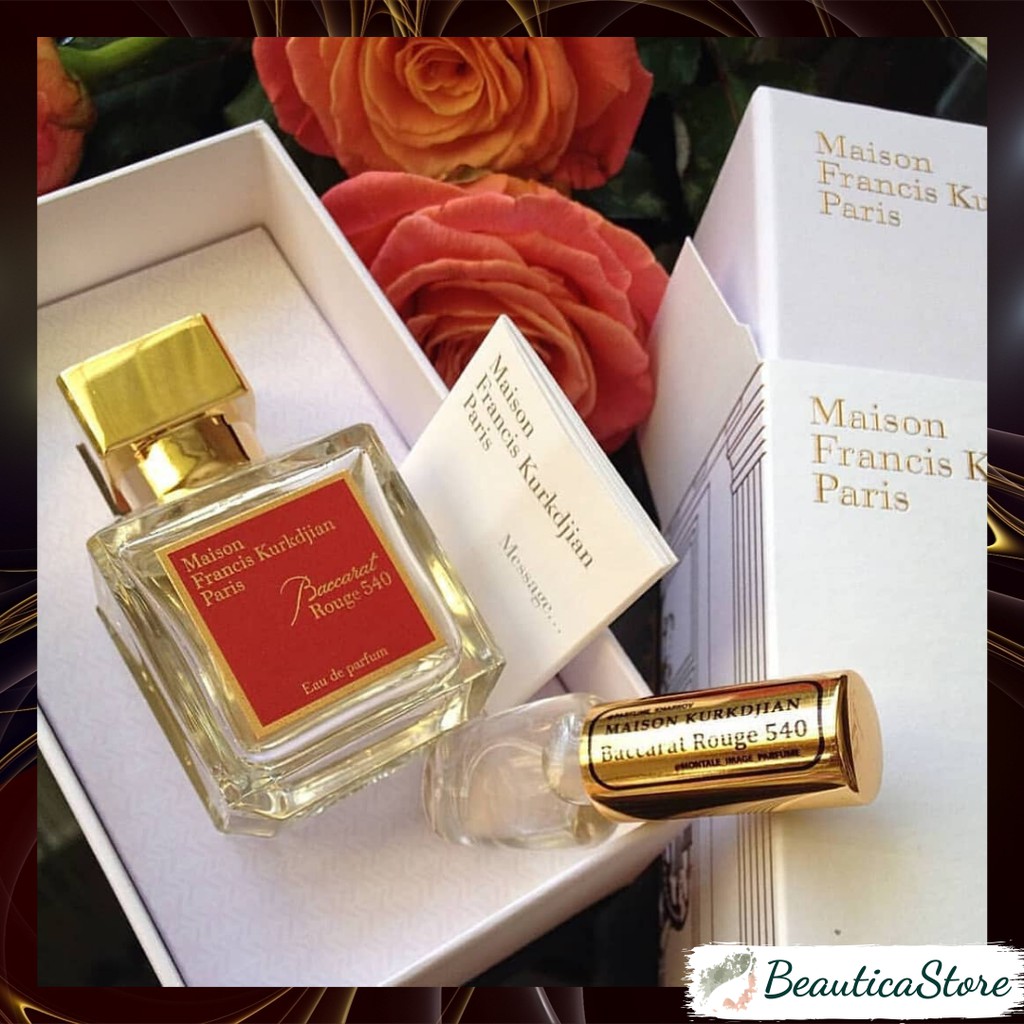 Maison
Francis Ku
Paris
Maison
Francis K
Paris
Maison
Francis Kurkdjian
Paris
Message...
Maison
Francis Kurkdjian
Paris
Baccarat
Rouge 540
Eau de parfum
MAISON KURKDJIAN
Baccarat Rouge 540
@MONTALE_IMAGE_PARFUME
BeauticaStore